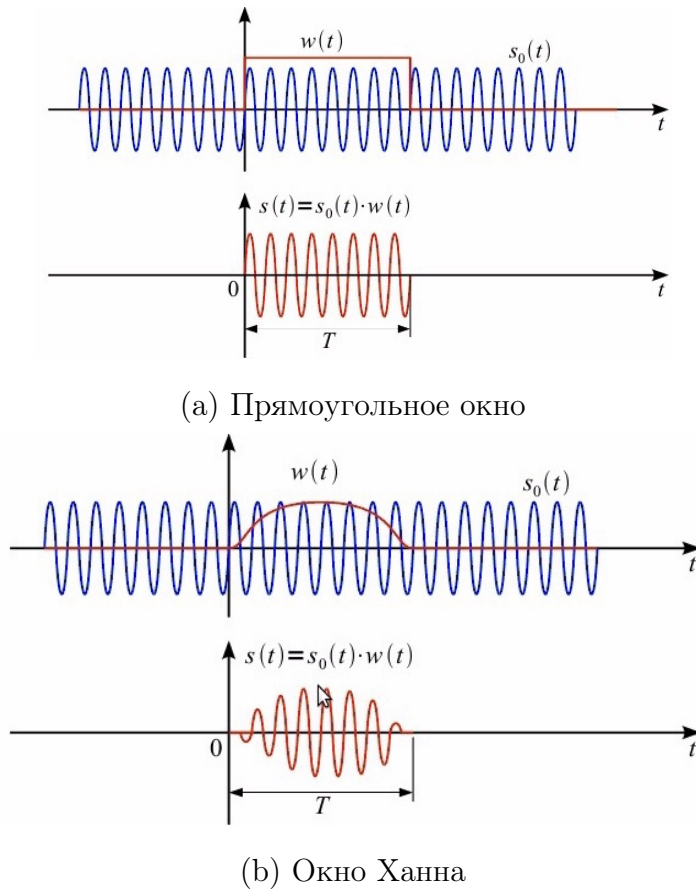 w(t)
s₀(t)
t
s(t)=s₀(t)·w(t)
0
t
T
(a) Прямоугольное окно
w(t)
s₀(t)
t
s(t)=s₀(t)·w(t)
0
t
T
(b) Окно Ханна